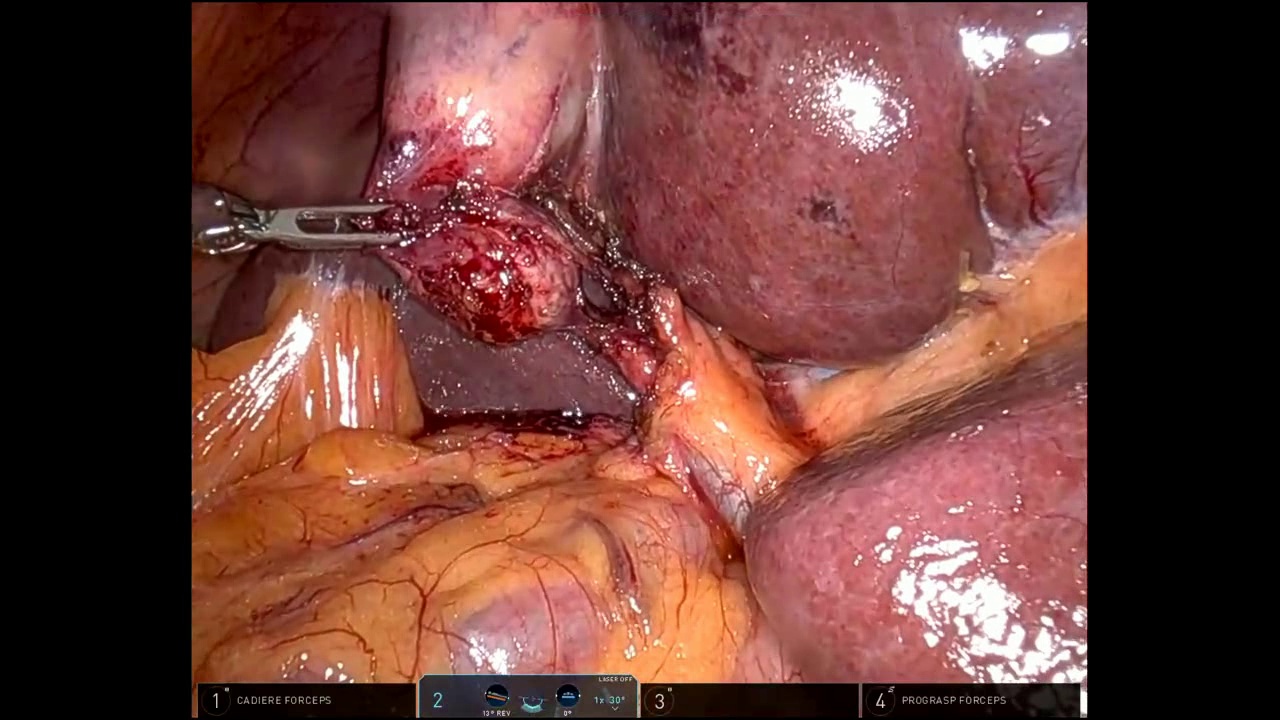 LASER OFF
1 CADIERE FORCEPS
2 13° REV 0° 1x 30°
3
4 PROGRASP FORCEPS